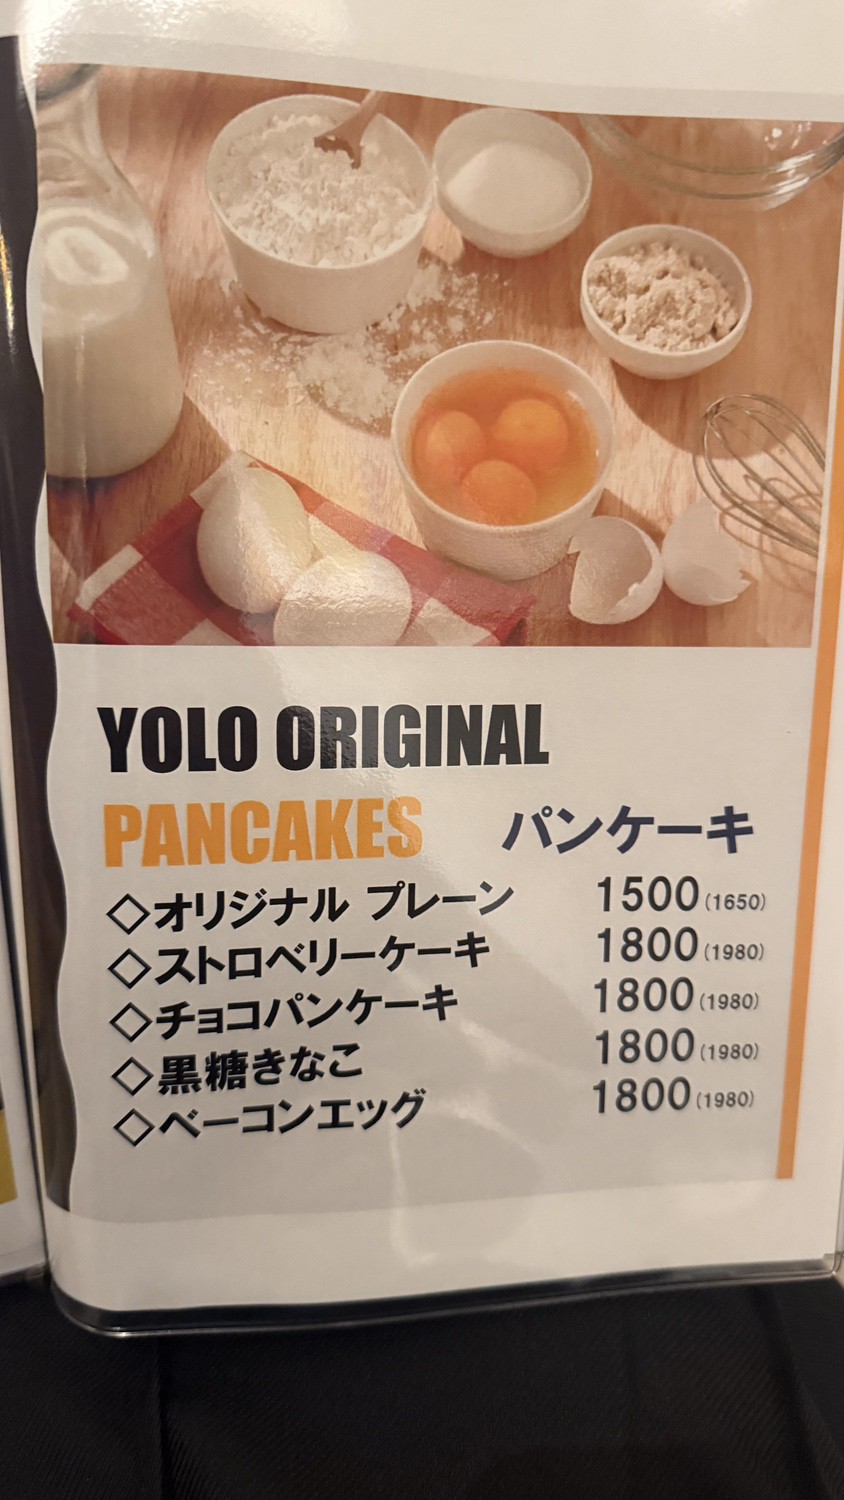 YOLO ORIGINAL
PANCAKES パンケーキ
◇オリジナル プレーン 1500(1650)
◇ストロベリーケーキ 1800(1980)
◇チョコパンケーキ 1800(1980)
◇黒糖きなこ 1800(1980)
◇ベーコンエッグ 1800(1980)